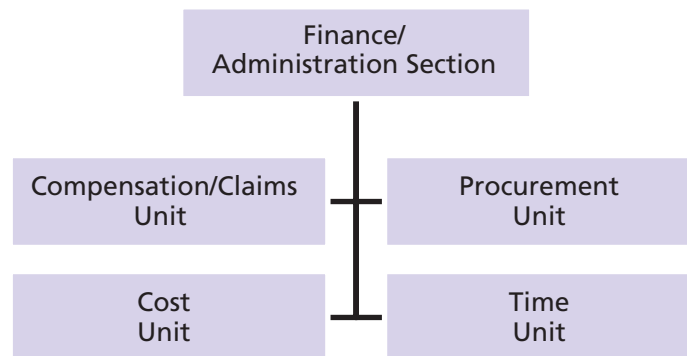 Finance/
Administration Section
Compensation/Claims
Unit
Procurement
Unit
Cost
Unit
Time
Unit